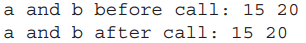 a and b before call: 15 20
a and b after call: 15 20